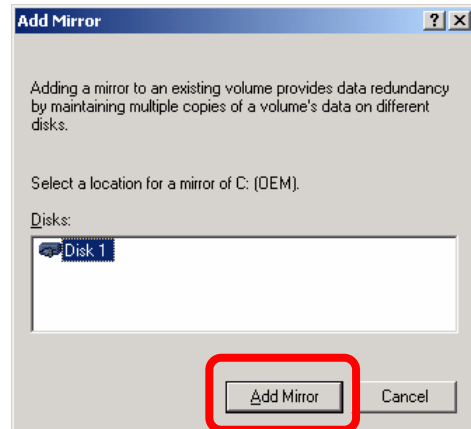 Add Mirror
Adding a mirror to an existing volume provides data redundancy
by maintaining multiple copies of a volume's data on different
disks.
Select a location for a mirror of C: (OEM).
Disks:
Disk 1
Add Mirror
Cancel